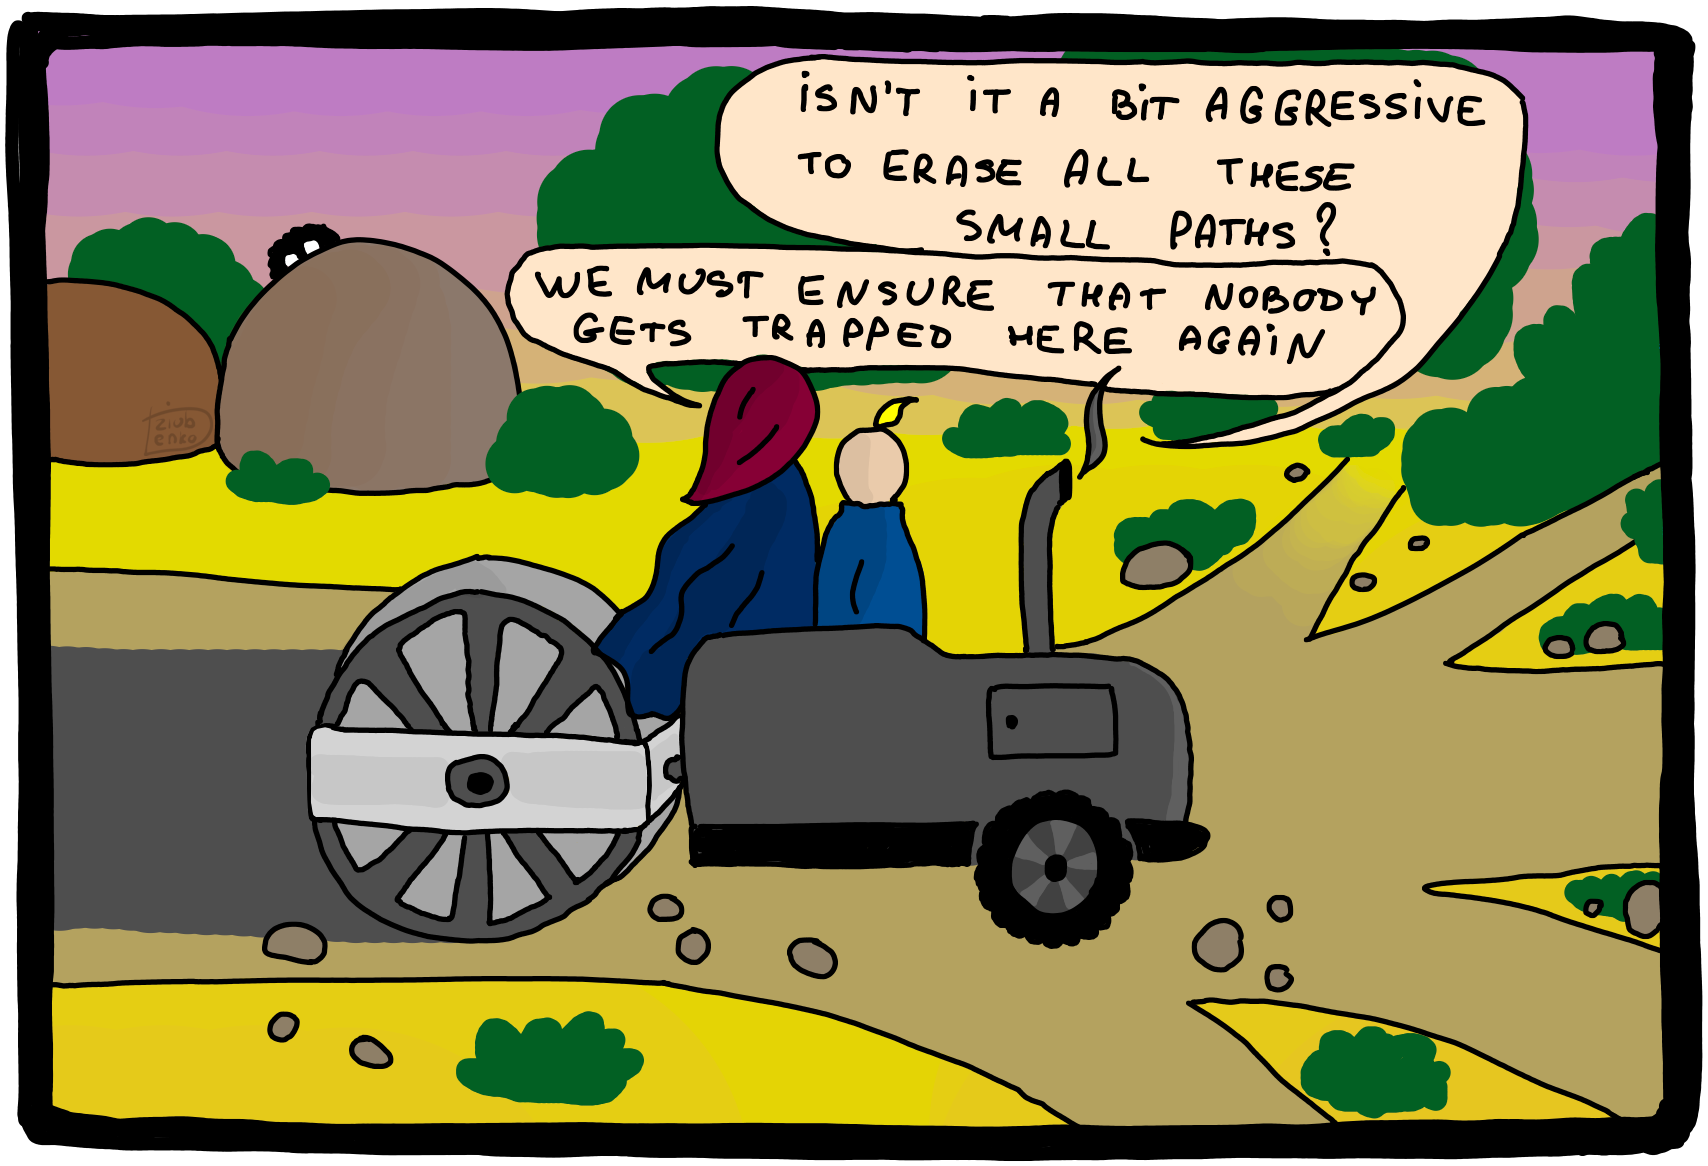 iSN'T iT A BiT AGGRESSiVE
TO ERASE ALL THESE
SMALL PATHS?
WE MUST ENSURE THAT NOBODY
GETS TRAPPED HERE AGAiN
ziub
enko